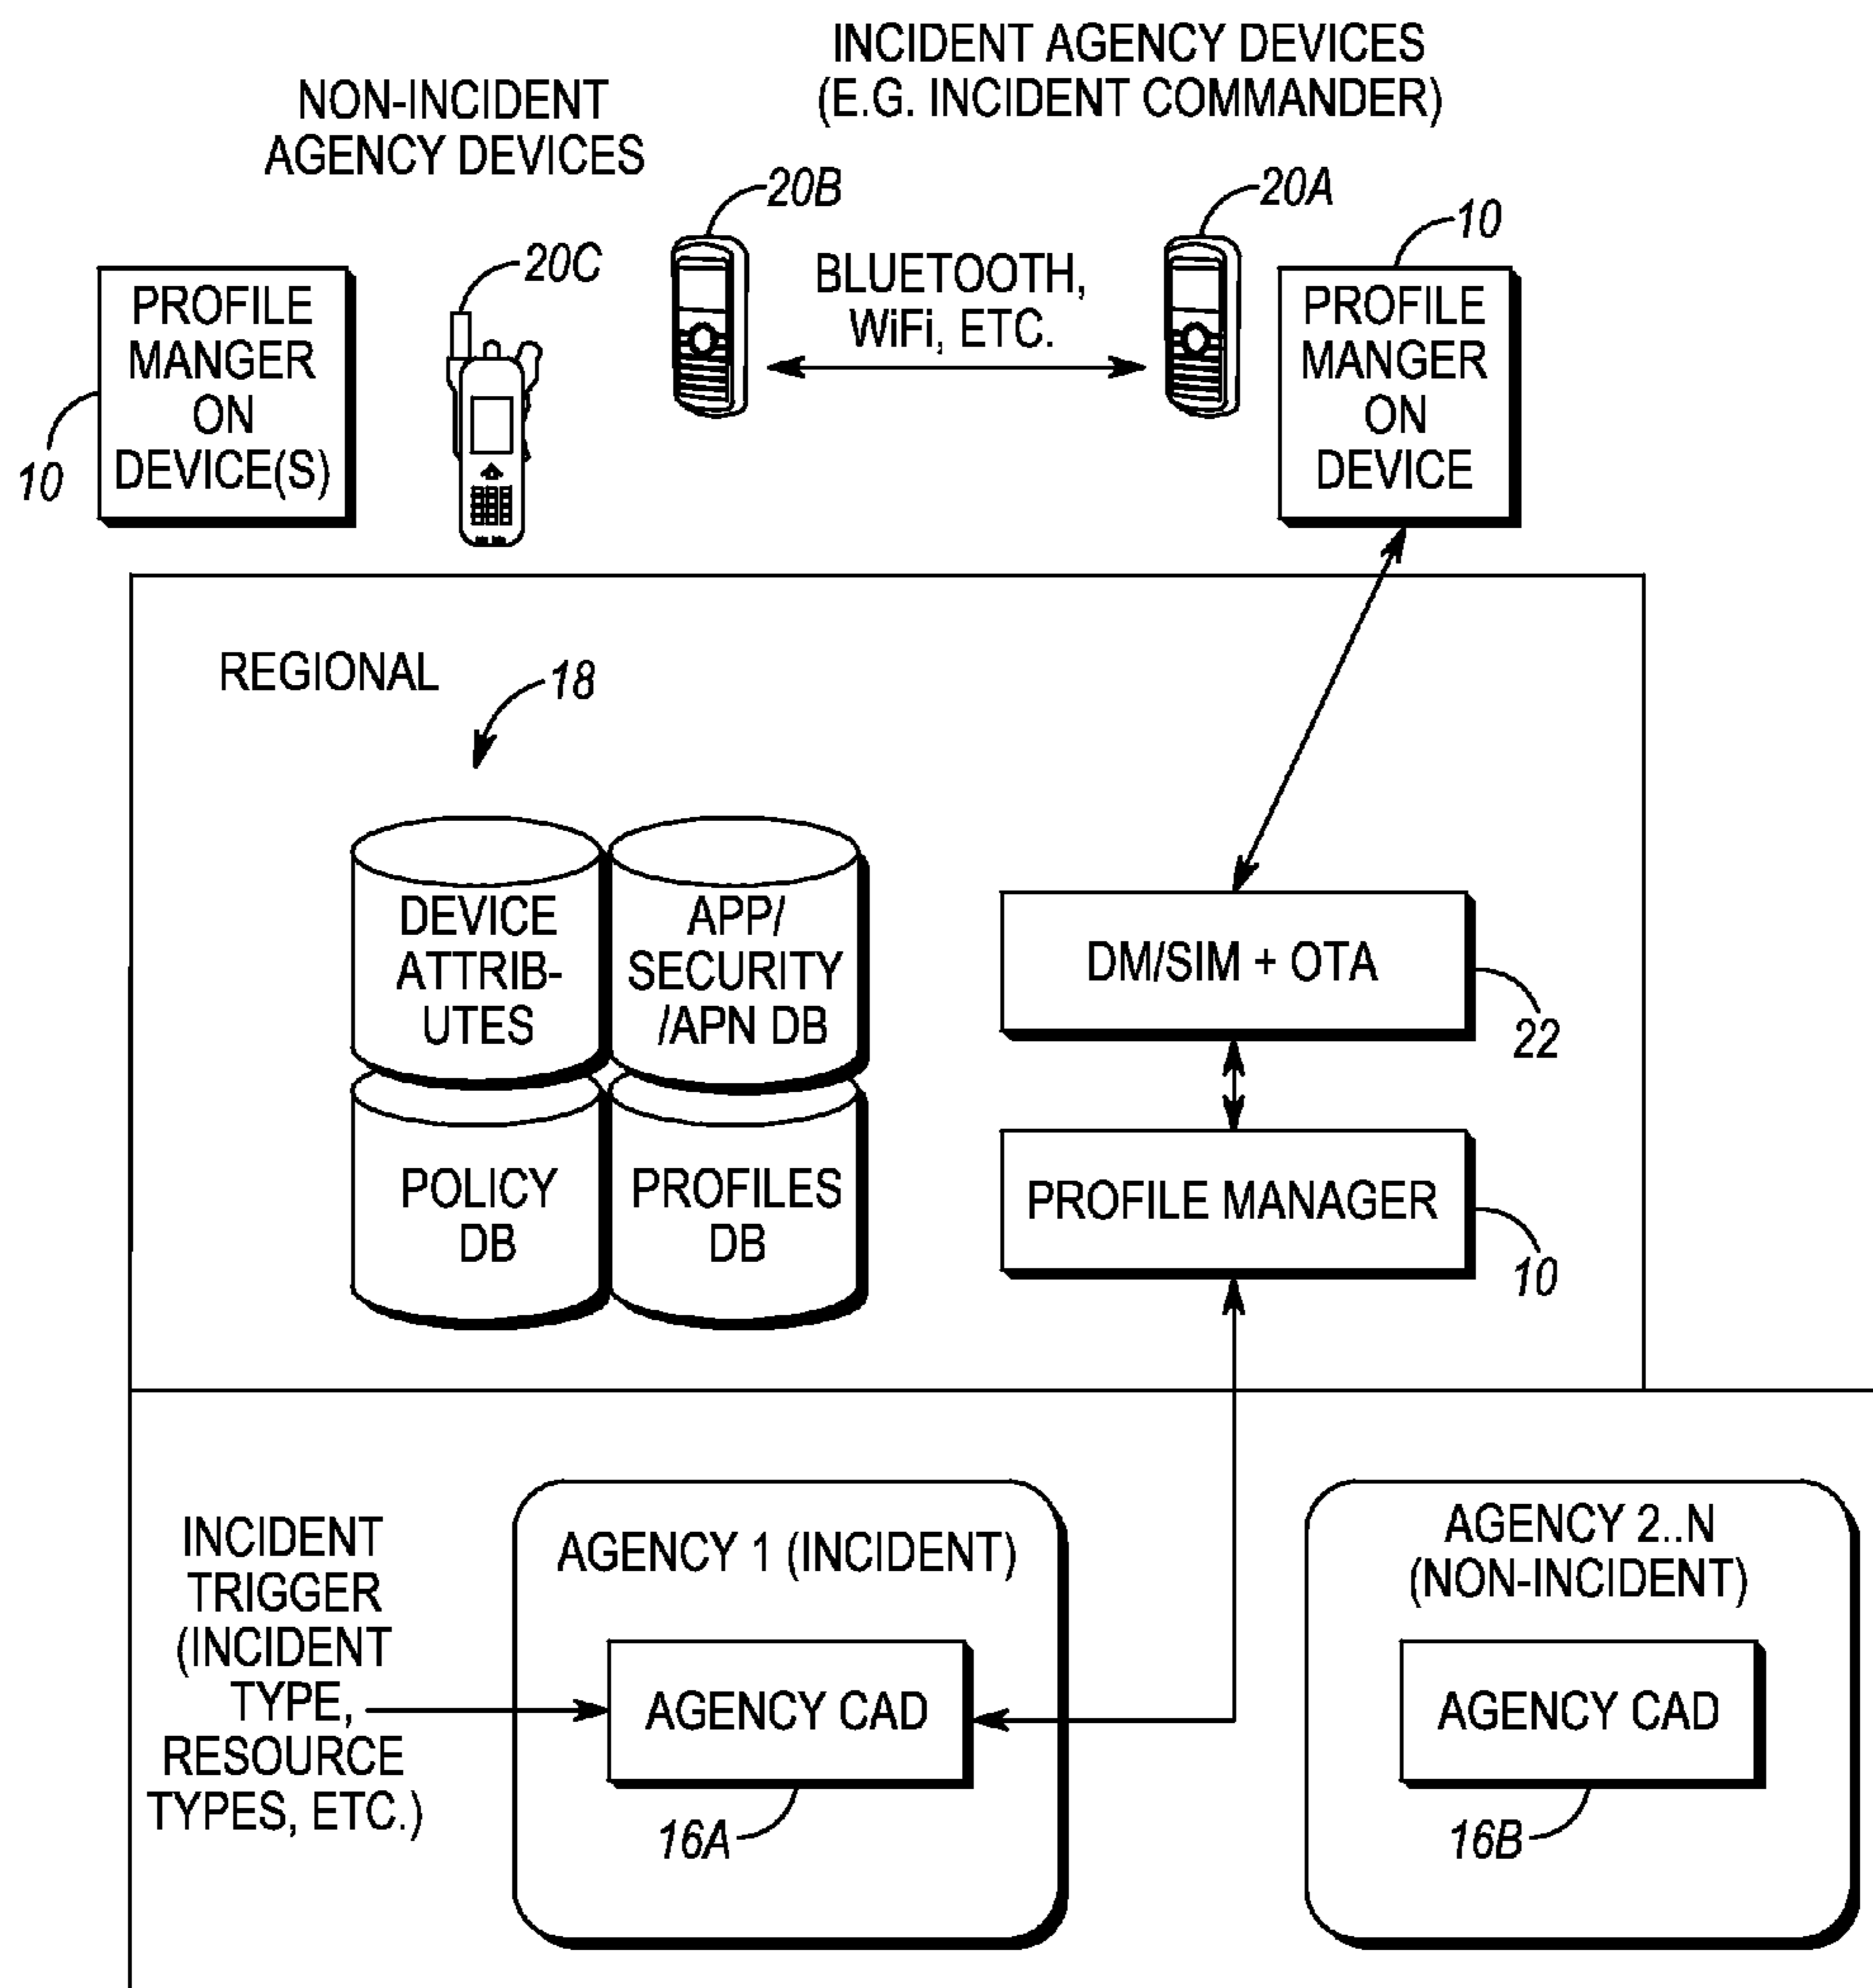 INCIDENT AGENCY DEVICES
(E.G. INCIDENT COMMANDER)
NON-INCIDENT
AGENCY DEVICES
20B
20A
10
20C
BLUETOOTH,
WiFi, ETC.
PROFILE
MANGER
ON
DEVICE(S)
10
PROFILE
MANGER
ON
DEVICE
REGIONAL
18
DEVICE
ATTRIB-
UTES
APP/
SECURITY
/APN DB
DM/SIM + OTA
22
POLICY
DB
PROFILES
DB
PROFILE MANAGER
10
INCIDENT
TRIGGER
(INCIDENT
TYPE,
RESOURCE
TYPES, ETC.)
AGENCY 1 (INCIDENT)
AGENCY CAD
16A
AGENCY 2..N
(NON-INCIDENT)
AGENCY CAD
16B